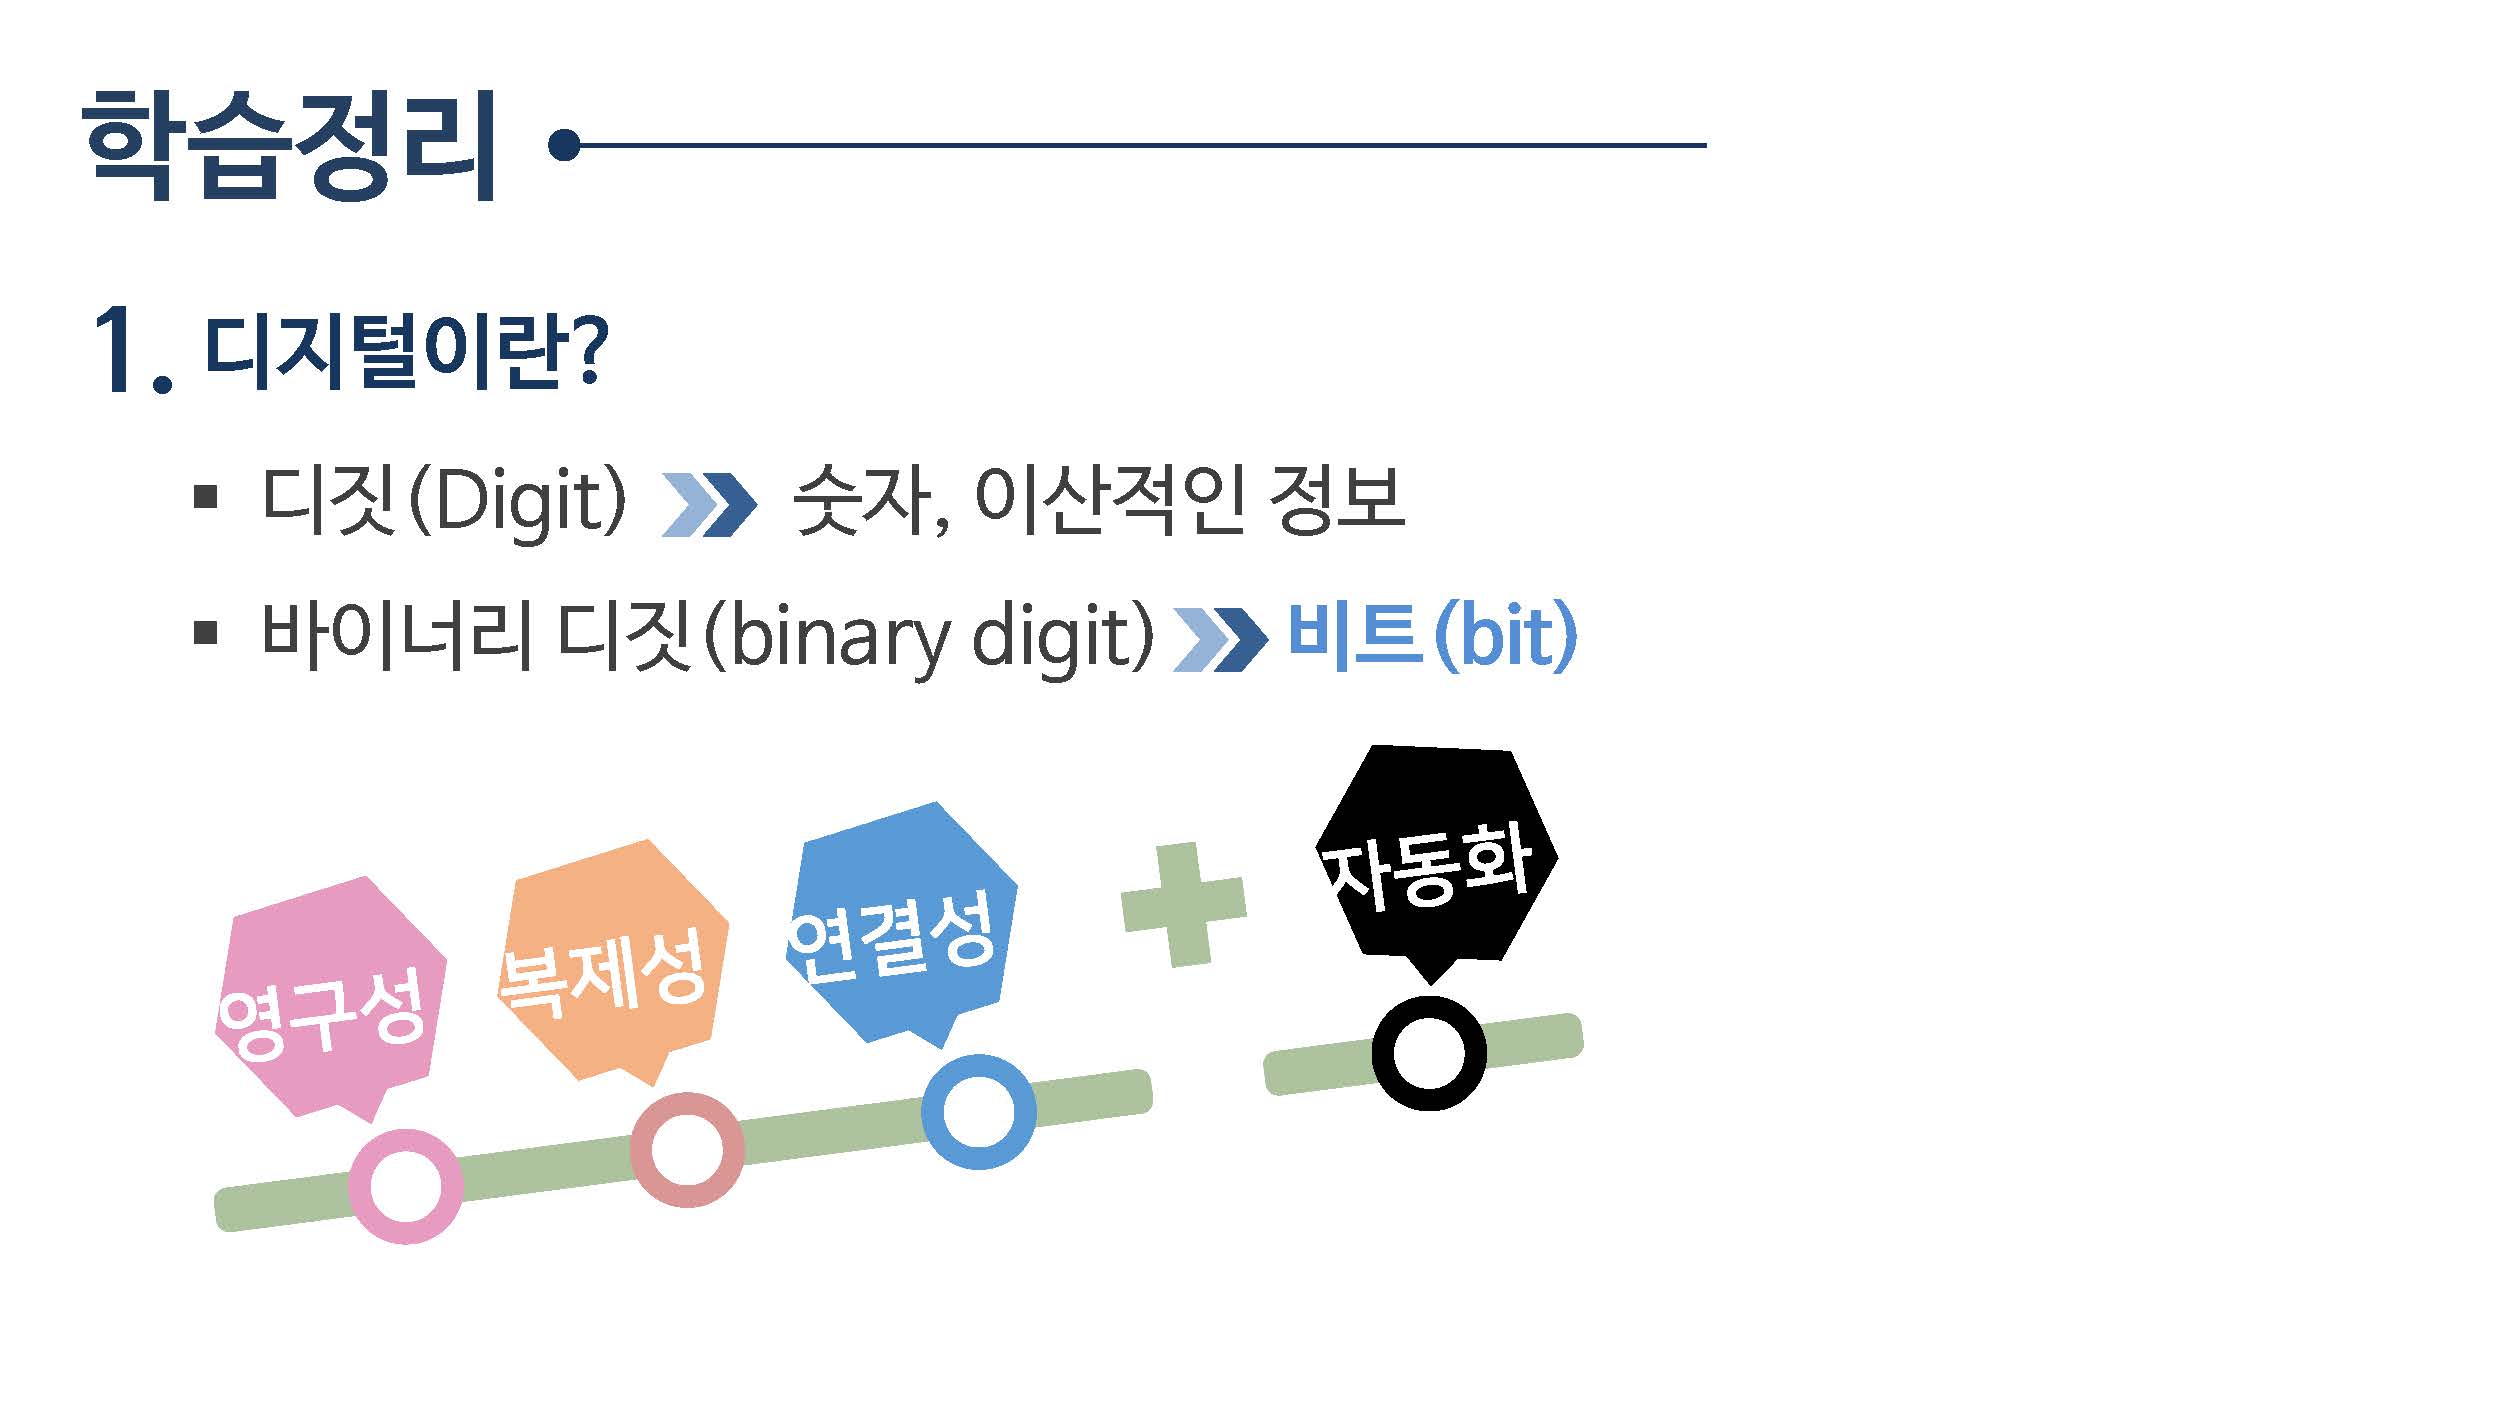 학습정리
1. 디지털이란?
▪ 디짓(Digit) 숫자, 이산적인 정보
▪ 바이너리 디짓(binary digit) 비트(bit)
영구성
복제성
연결성
자동화